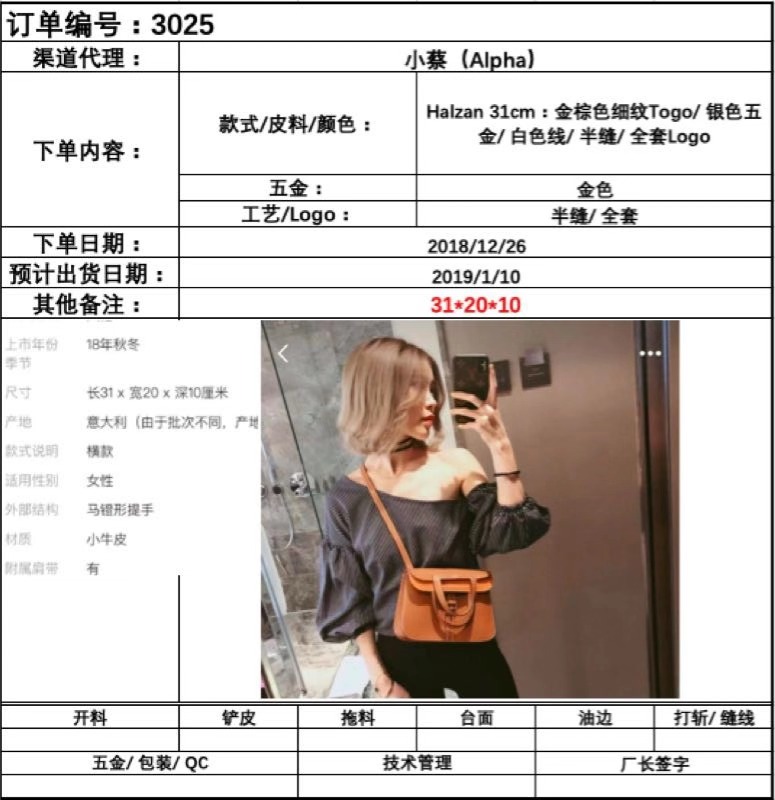 订单编号：3025
渠道代理：
小蔡（Alpha）
下单内容：
款式/皮料/颜色：
Halzan 31cm：金棕色细纹Togo/ 银色五
金/ 白色线/ 半缝/ 全套Logo
五金：
金色
工艺/Logo：
半缝/ 全套
下单日期：
2018/12/26
预计出货日期：
2019/1/10
其他备注：
31*20*10
上市年份
季节
18年秋冬
尺寸
长31 x 宽20 x 深10厘米
产地
意大利（由于批次不同，产地
款式说明
横款
适用性别
女性
外部结构
马镫形提手
材质
小牛皮
附属肩带
有
开料
铲皮
拖料
台面
油边
打斩/ 缝线
五金/ 包装/ QC
技术管理
厂长签字